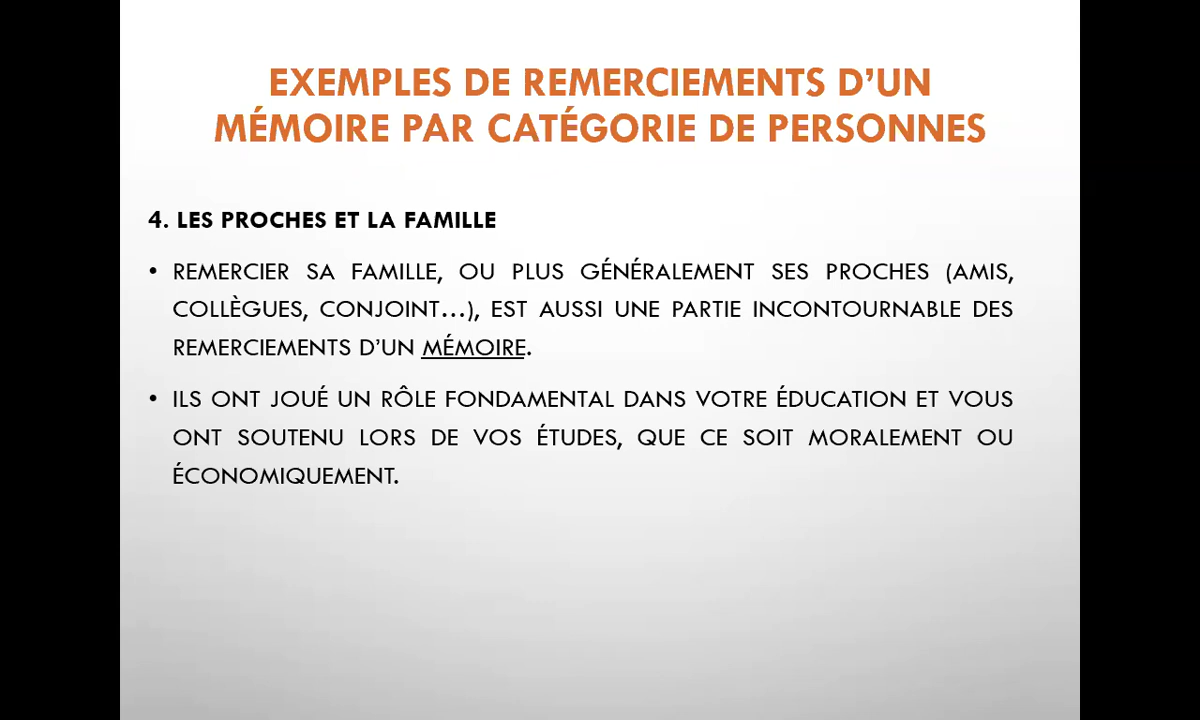 EXEMPLES DE REMERCIEMENTS D’UN
MÉMOIRE PAR CATÉGORIE DE PERSONNES
4. LES PROCHES ET LA FAMILLE
• REMERCIER SA FAMILLE, OU PLUS GÉNÉRALEMENT SES PROCHES (AMIS,
COLLÈGUES, CONJOINT…), EST AUSSI UNE PARTIE INCONTOURNABLE DES
REMERCIEMENTS D’UN MÉMOIRE.
• ILS ONT JOUÉ UN RÔLE FONDAMENTAL DANS VOTRE ÉDUCATION ET VOUS
ONT SOUTENU LORS DE VOS ÉTUDES, QUE CE SOIT MORALEMENT OU
ÉCONOMIQUEMENT.